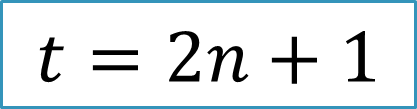 t = 2n + 1